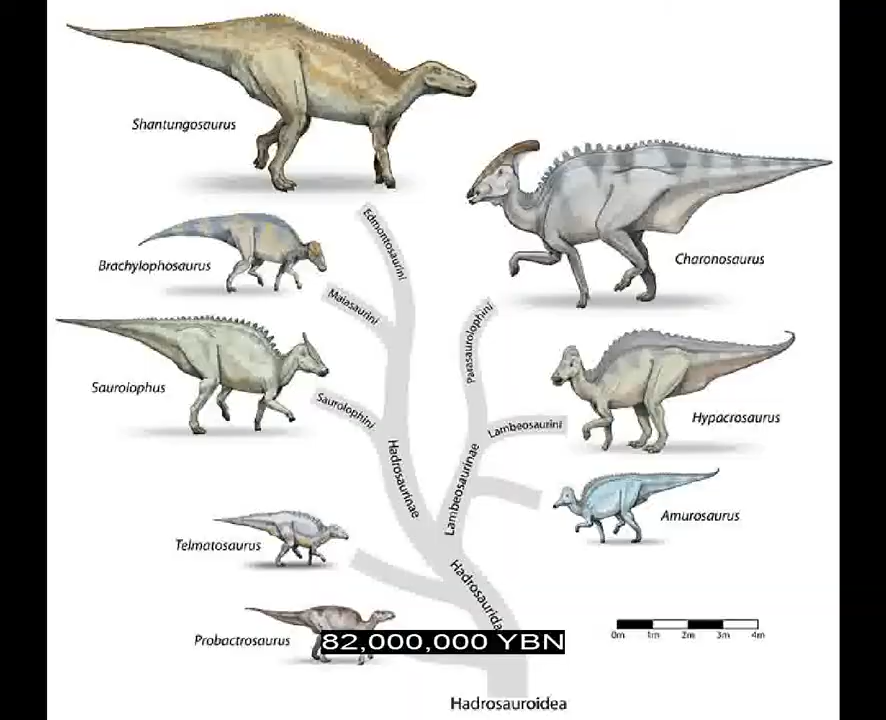 Shantungosaurus
Charonosaurus
Edmontosaurini
Brachylophosaurus
Maiasaurini
Parasaurolophini
Saurolophus
Saurolophini
Lambeosaurini
Hypacrosaurus
Hadrosaurinae
Lambeosaurinae
Amurosaurus
Telmatosaurus
Hadrosaurida
Probactrosaurus
82,000,000 YBN
0m 1m 2m 3m 4m
Hadrosauroidea